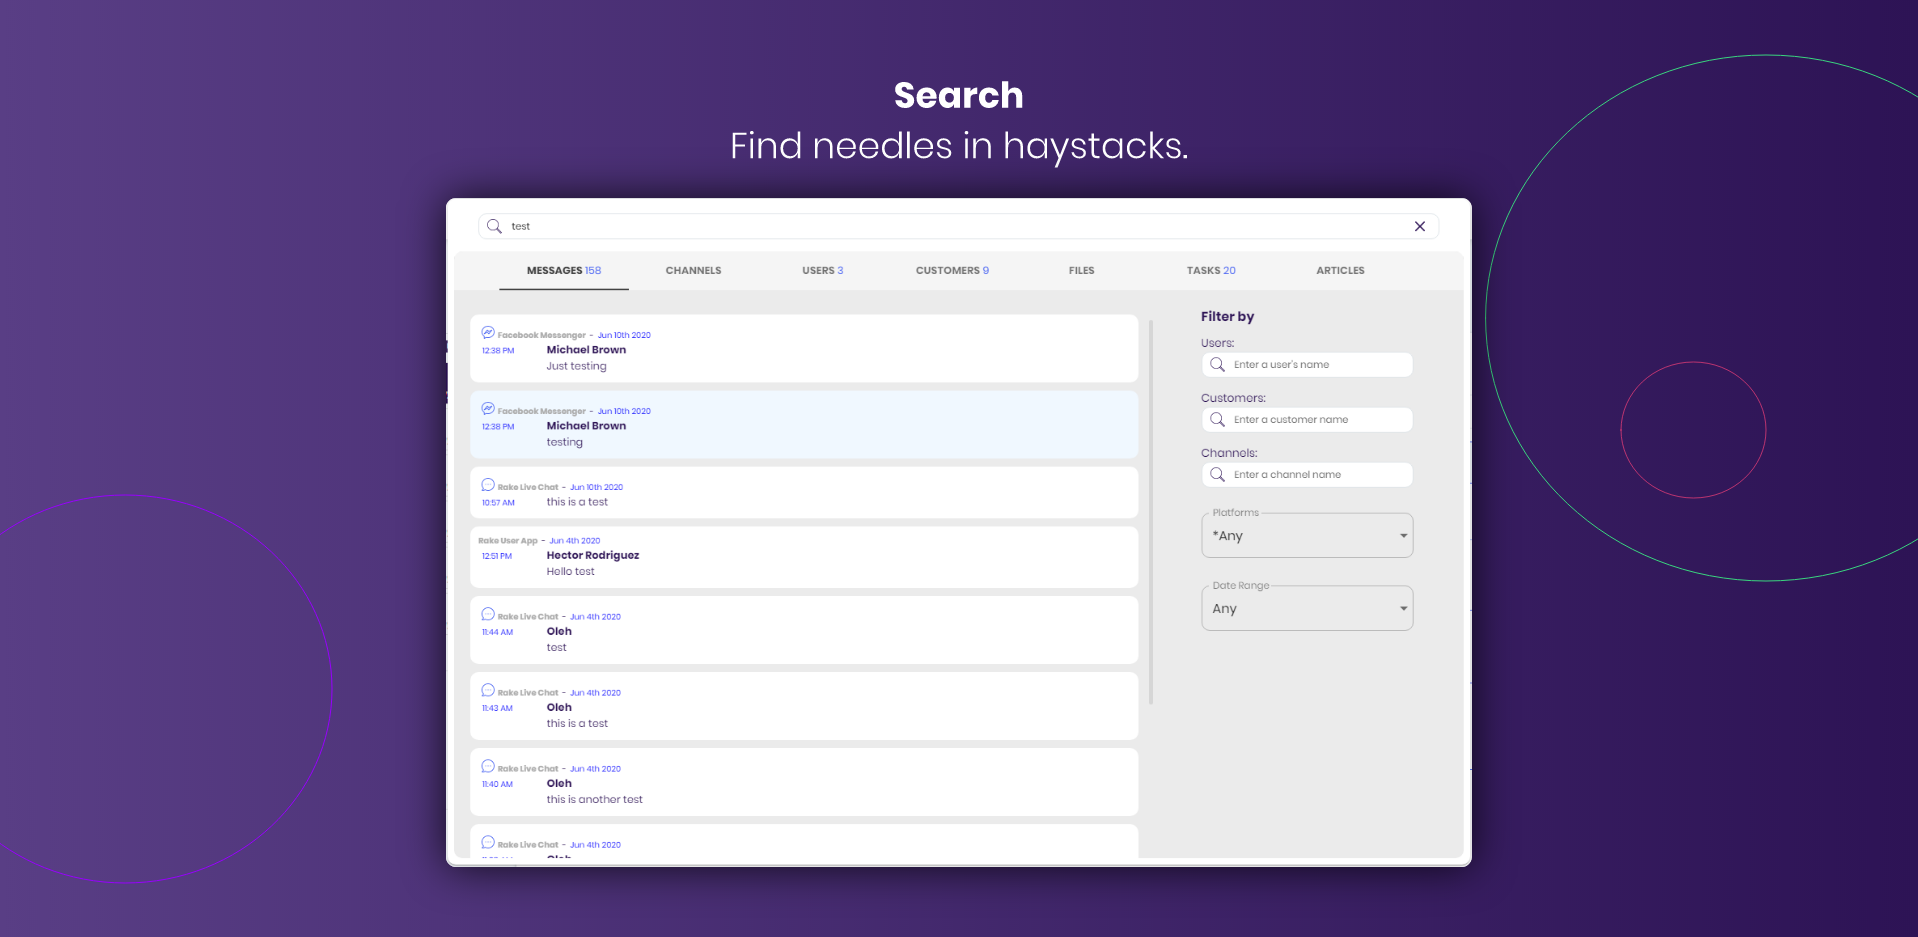 Search
Find needles in haystacks.
test
MESSAGES 158 CHANNELS USERS 3 CUSTOMERS 9 FILES TASKS 20 ARTICLES
Facebook Messenger - Jun 10th 2020
12:38 PM Michael Brown
Just testing
Facebook Messenger - Jun 10th 2020
12:38 PM Michael Brown
testing
Rake Live Chat - Jun 10th 2020
10:57 AM this is a test
Rake User App - Jun 4th 2020
12:51 PM Hector Rodriguez
Hello test
Rake Live Chat - Jun 4th 2020
11:44 AM Oleh
test
Rake Live Chat - Jun 4th 2020
11:43 AM Oleh
this is a test
Rake Live Chat - Jun 4th 2020
11:40 AM Oleh
this is another test
Rake Live Chat - Jun 4th 2020
Oleh
Filter by
Users:
Enter a user's name
Customers:
Enter a customer name
Channels:
Enter a channel name
Platforms
*Any
Date Range
Any